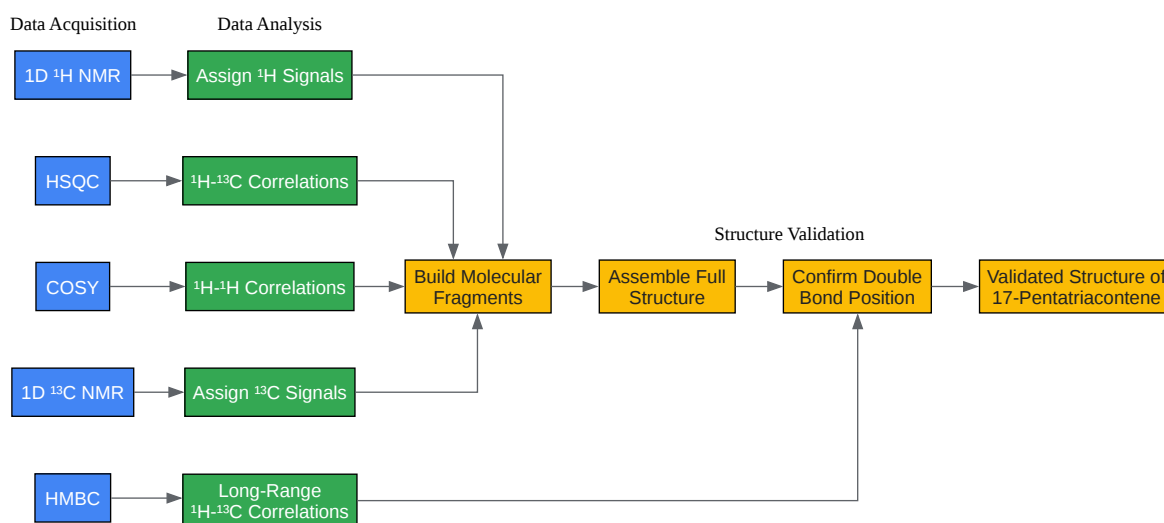 Data Acquisition
Data Analysis
1D ¹H NMR
Assign ¹H Signals
HSQC
¹H-¹³C Correlations
Structure Validation
COSY
¹H-¹H Correlations
Build Molecular
Fragments
Assemble Full
Structure
Confirm Double
Bond Position
Validated Structure of
17-Pentatriacontene
1D ¹³C NMR
Assign ¹³C Signals
HMBC
Long-Range
¹H-¹³C Correlations